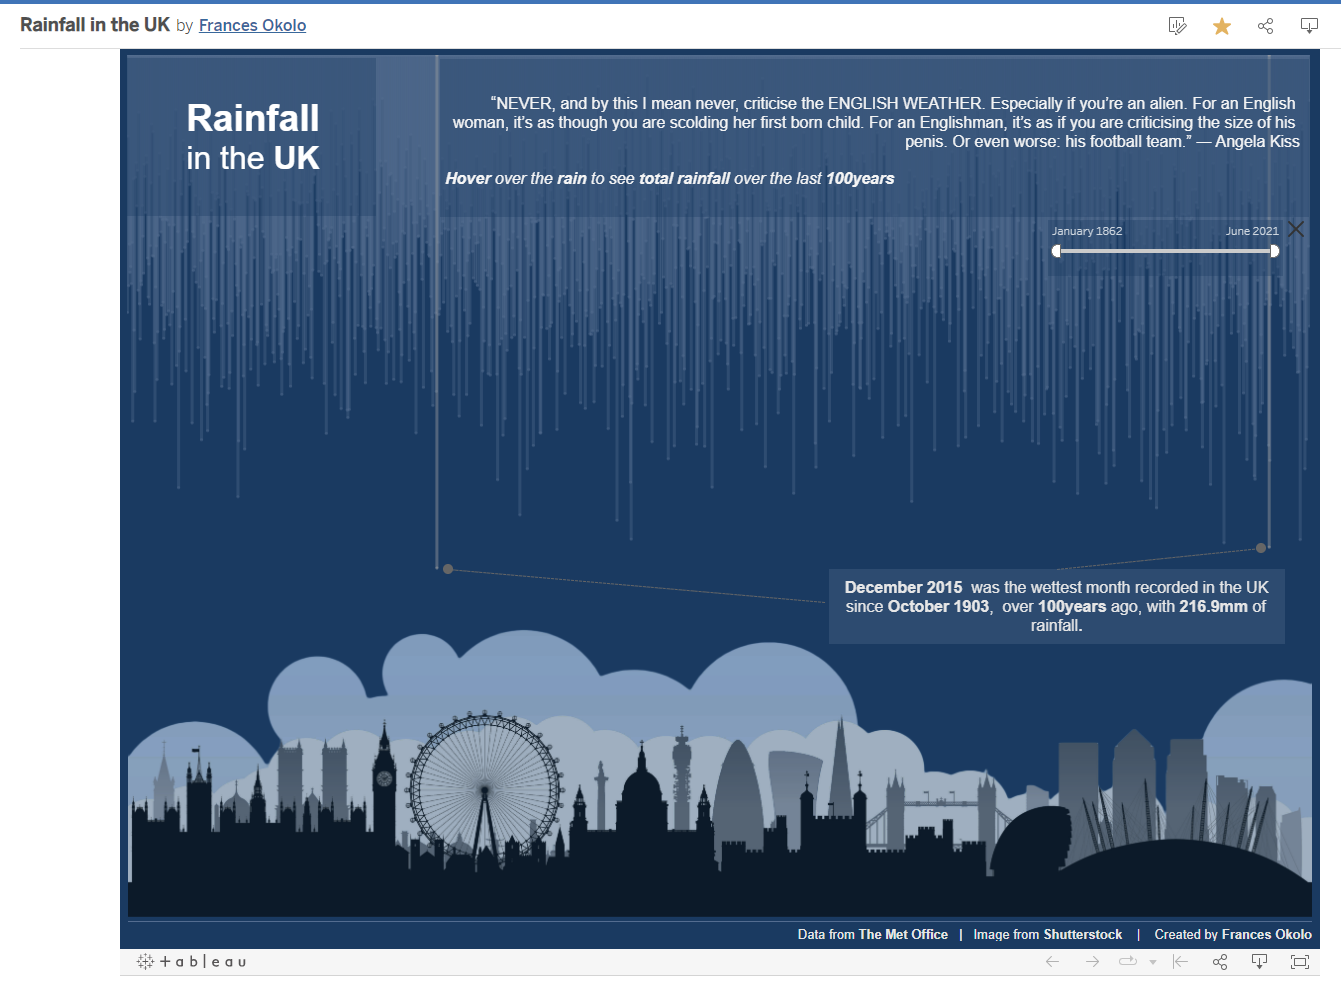 Rainfall in the UK by Frances Okolo
Rainfall
in the UK
“NEVER, and by this I mean never, criticise the ENGLISH WEATHER. Especially if you’re an alien. For an English
woman, it’s as though you are scolding her first born child. For an Englishman, it’s as if you are criticising the size of his
penis. Or even worse: his football team.” — Angela Kiss
Hover over the rain to see total rainfall over the last 100years
January 1862
June 2021
December 2015 was the wettest month recorded in the UK
since October 1903, over 100years ago, with 216.9mm of
rainfall.
Data from The Met Office | Image from Shutterstock | Created by Frances Okolo
+ableau